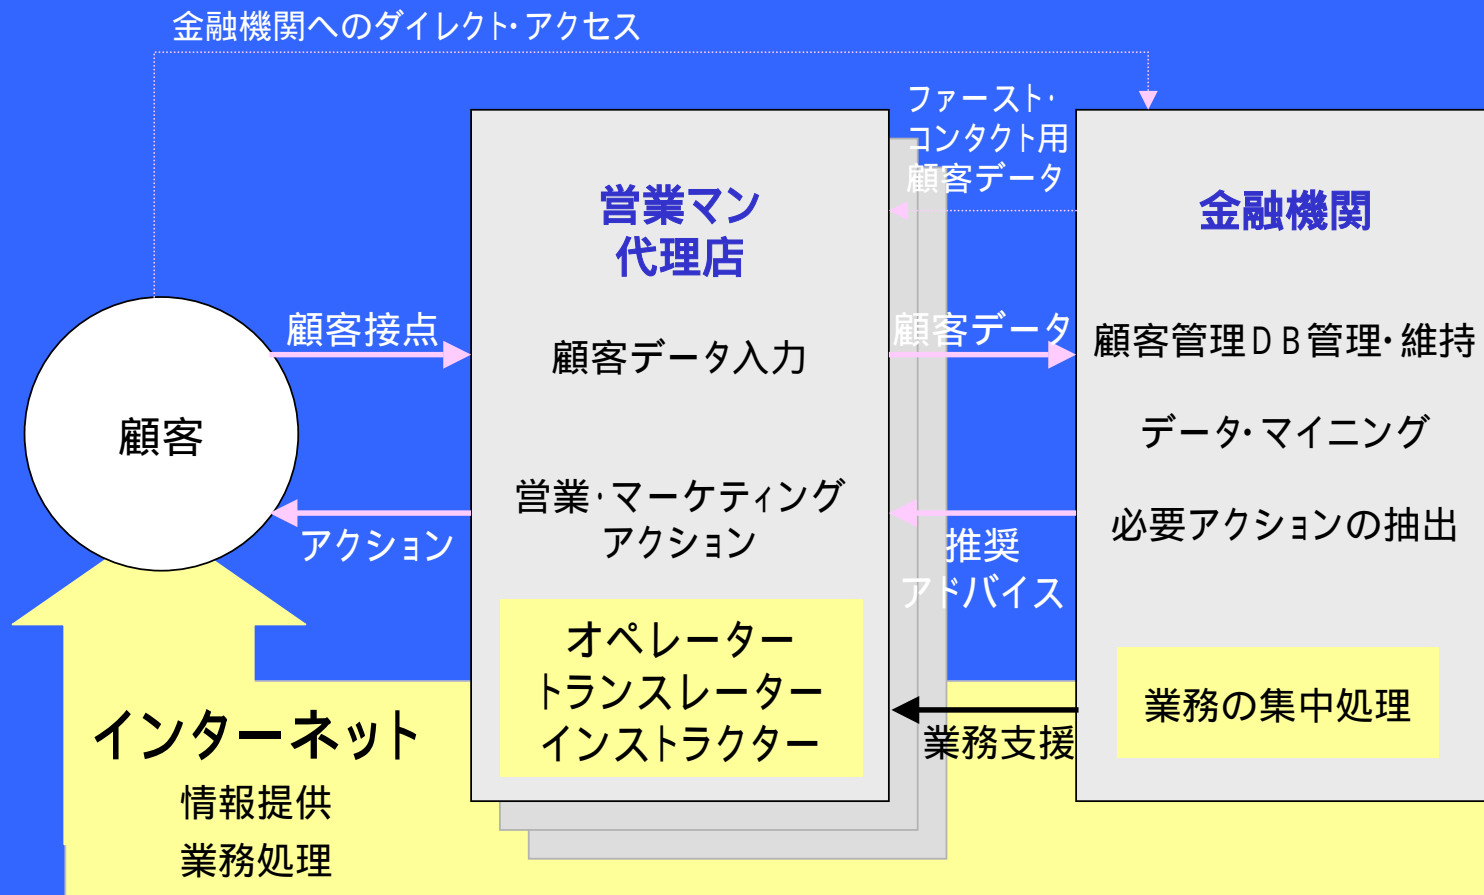 金融機関へのダイレクト・アクセス
ファースト・
コンタクト用
顧客データ
営業マン
代理店
金融機関
顧客接点
顧客データ入力
顧客データ
顧客管理DB管理・維持
顧客
データ・マイニング
営業・マーケティング
アクション
必要アクションの抽出
アクション
推奨
アドバイス
オペレーター
トランスレーター
インストラクター
業務の集中処理
業務支援
インターネット
情報提供
業務処理